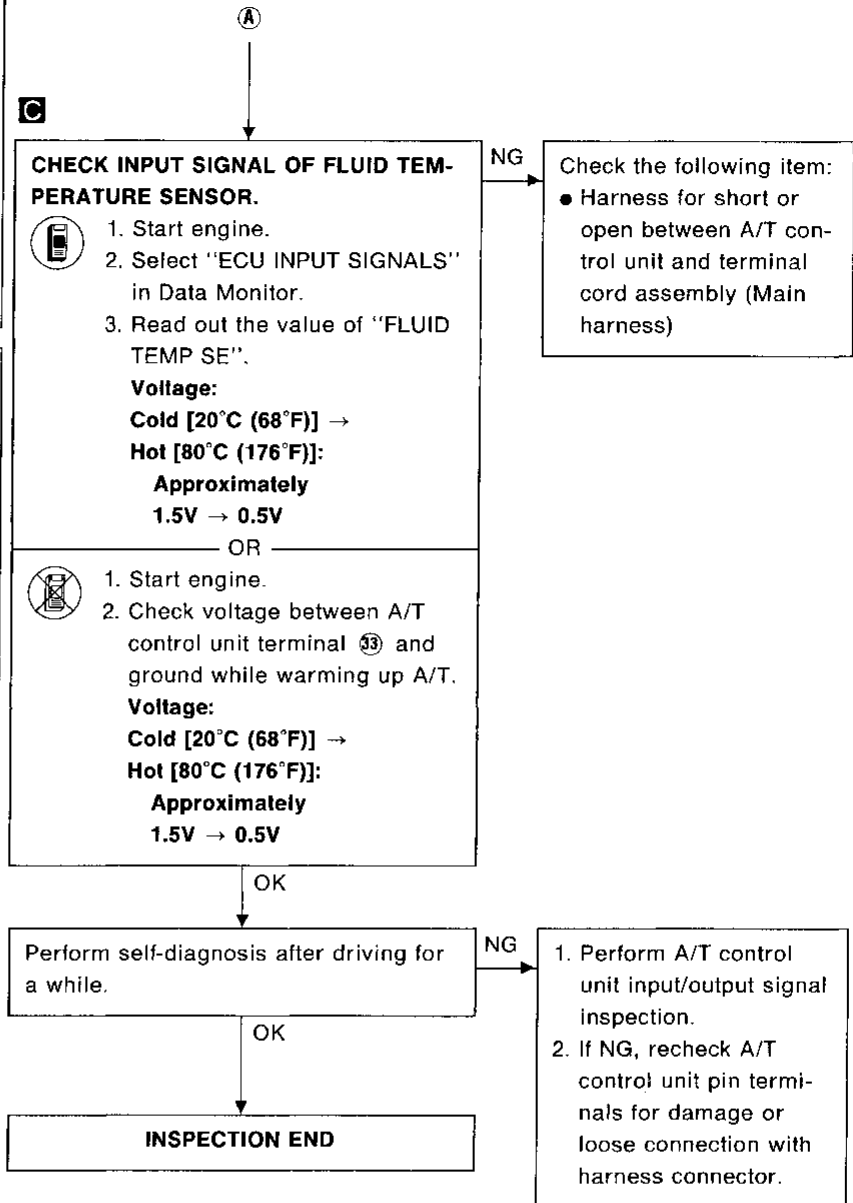 A
C
CHECK INPUT SIGNAL OF FLUID TEM-
PERATURE SENSOR.
1. Start engine.
2. Select "ECU INPUT SIGNALS"
in Data Monitor.
3. Read out the value of "FLUID
TEMP SE".
Voltage:
Cold [20°C (68°F)] →
Hot [80°C (176°F)]:
Approximately
1.5V → 0.5V
OR
1. Start engine.
2. Check voltage between A/T
control unit terminal 33 and
ground while warming up A/T.
Voltage:
Cold [20°C (68°F)] →
Hot [80°C (176°F)]:
Approximately
1.5V → 0.5V
NG
Check the following item:
● Harness for short or
open between A/T con-
trol unit and terminal
cord assembly (Main
harness)
OK
Perform self-diagnosis after driving for
a while.
NG
1. Perform A/T control
unit input/output signal
inspection.
2. If NG, recheck A/T
control unit pin termi-
nals for damage or
loose connection with
harness connector.
OK
INSPECTION END